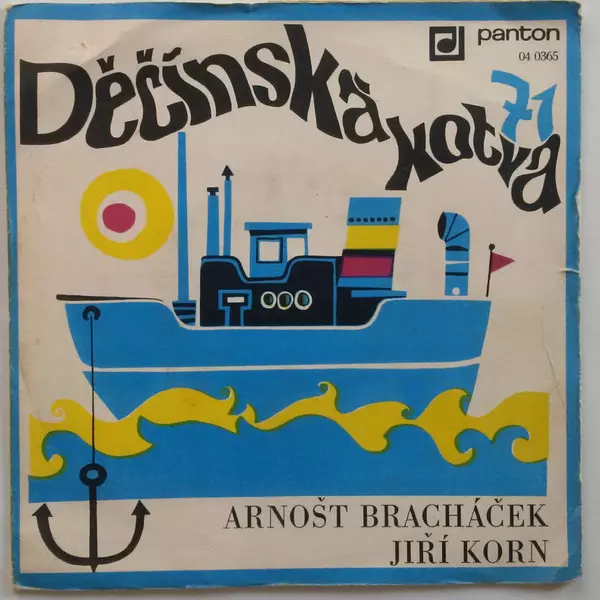 panton
04 0365
Děčínská kotva 71
ARNOŠT BRACHÁČEK
JIŘÍ KORN